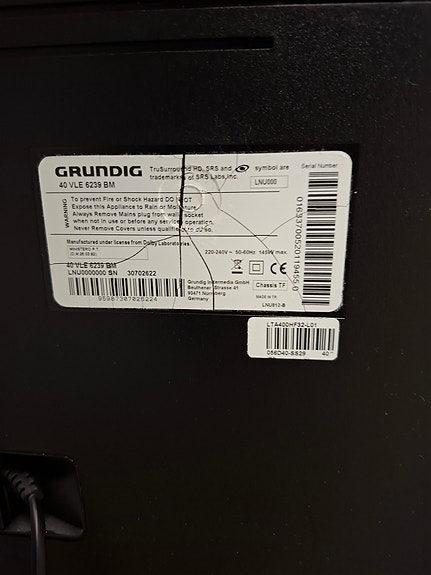 GRUNDIG
TruSurround HD, SRS and symbol are
trademarks of SRS Labs, Inc.
Serial Number
40 VLE 6239 BM
LNU000
WARNING
To prevent Fire or Shock Hazard DO NOT
Expose this Appliance to Rain or Moisture
Always Remove Mains plug from wall socket
when not in use or before any service operation.
Never Remove Covers unless qualified to do so.
Manufactured under license from Dolby Laboratories.
MINISTERO P.T.
220-240V ~ 50-60Hz 145W max.
40 VLE 6239 BM
LNU0000000 SN 30702622
Grundig Intermedia GmbH
Beuthener Strasse 41
90471 Nürnberg
Germany
Chassis TF
MADE IN TR
LNU812-B
LTA400HF32-L01
056D40-SS29 40"